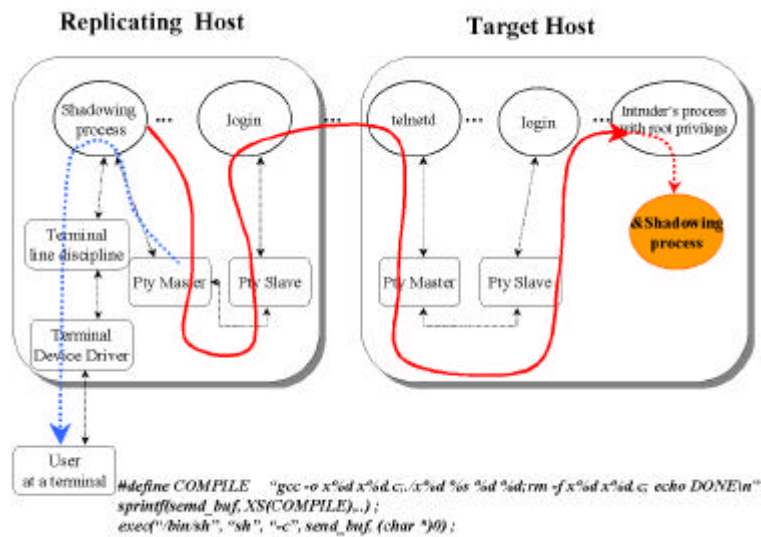 Replicating Host
Target Host
Shadowing
process
...
login
...
telnetd
...
login
...
Intruder's process
with root privilege
&Shadowing
process
Terminal
line discipline
Pty Master
Pty Slave
Pty Master
Pty Slave
Terminal
Device Driver
User
at a terminal
#define COMPILE "gcc -o x%d x%d.c;./x%d %s %d %d;rm -f x%d x%d.c; echo DONE\n"
sprintf(semd_buf, XS(COMPILE),..) ;
exec("/bin/sh", "sh", "-c", send_buf, (char *)0) ;